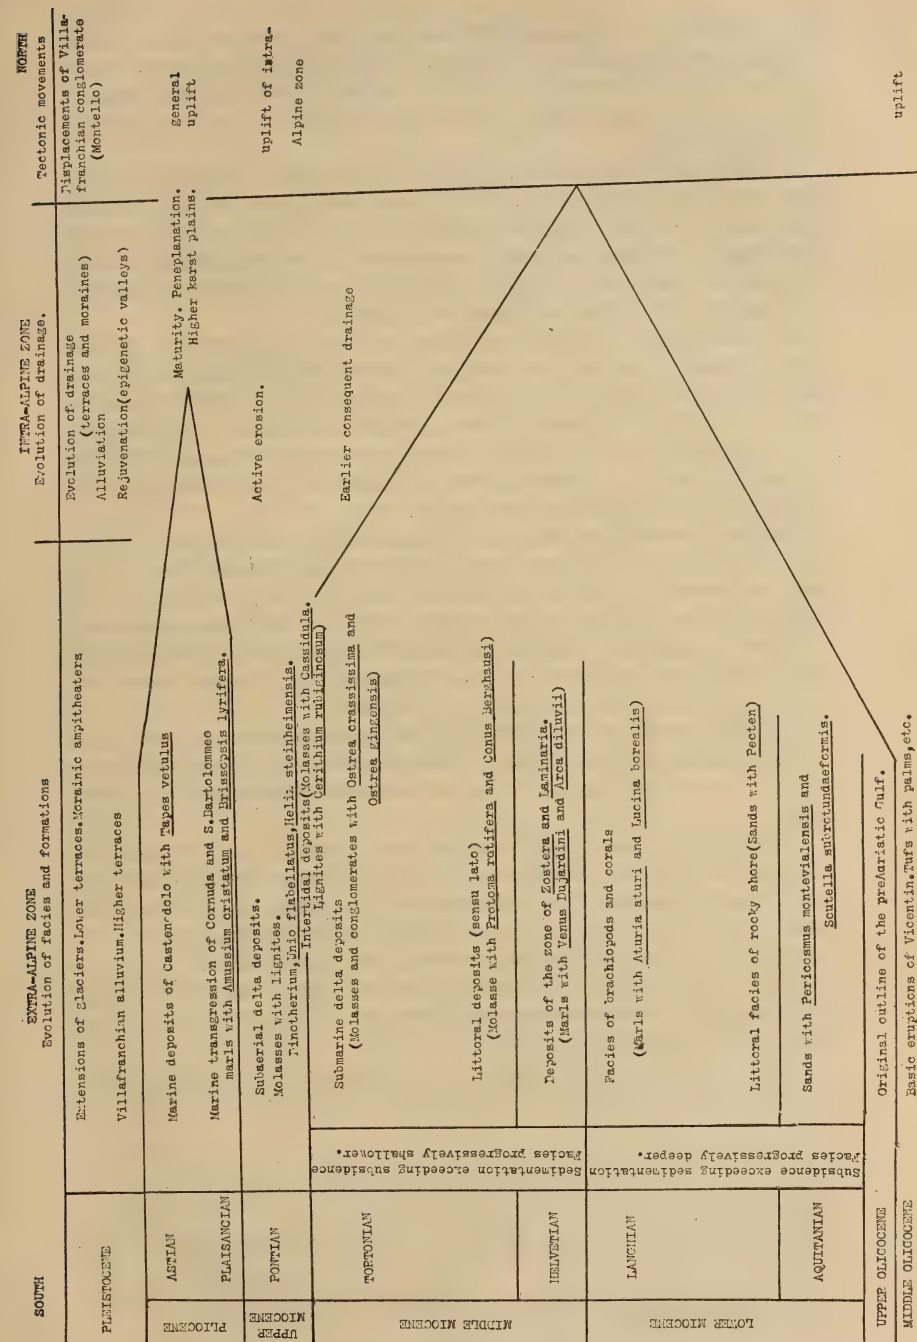 SOUTH
EXTRA-ALPINE ZONE
Evolution of facies and formations
INTRA-ALPINE ZONE
Evolution of drainage.
NORTH
Tectonic movements
PLEISTOCENE
Extensions of glaciers.Lower terraces.Morainic ampitheaters
Villafranchian alluvium.Higher terraces
Evolution of drainage
(terraces and moraines)
Alluviation
Rejuvenation(epigenetic valleys)
Displacements of Villa-
franchian conglomerate
(Montello)
PLIOCENE
ASTIAN
Marine deposits of Castenedolo with Tapes vetulus
PLAISANCIAN
Marine transgression of Cornuda and S.Bartolommeo
marls with Amussium cristatum and Brissopsis lyrifera.
Maturity. Peneplanation.
Higher karst plains.
general
uplift
UPPER
MIOCENE
PONTIAN
Subaerial delta deposits.
Molasses with lignites.
Dinotherium,Unio flabellatus,Helix steinheimensis.
Intertidal deposits(Molasses with Cassidula.
Lignites with Cerithium rubiginosum)
Active erosion.
uplift of intra-
Alpine zone
MIDDLE MIOCENE
TORTONIAN
Sedimentation exceeding subsidence
Facies progressively shallower.
Submarine delta deposits
(Molasses and conglomerates with Ostrea crassissima and
Ostrea gingensis)
Earlier consequent drainage
Littoral deposits (sensu lato)
(Molasse with Protoma rotifera and Conus Berghausi)
HELVETIAN
Deposits of the zone of Zostera and Laminaria.
(Marls with Venus Dujardini and Arca diluvii)
LOWER MIOCENE
LANGHIAN
Subsidence exceeding sedimentation
Facies progressively deeper.
Facies of brachiopods and corals
(Marls with Aturia aturi and Lucina borealis)
Littoral facies of rocky shore(Sands with Pecten)
AQUITANIAN
Sands with Pericosmus montevialensis and
Scutella subrotundaeformis.
UPPER OLIGOCENE
Original outline of the preAdriatic Gulf.
uplift
MIDDLE OLIGOCENE
Basic eruptions of Vicentin.Tufs with palms,etc.